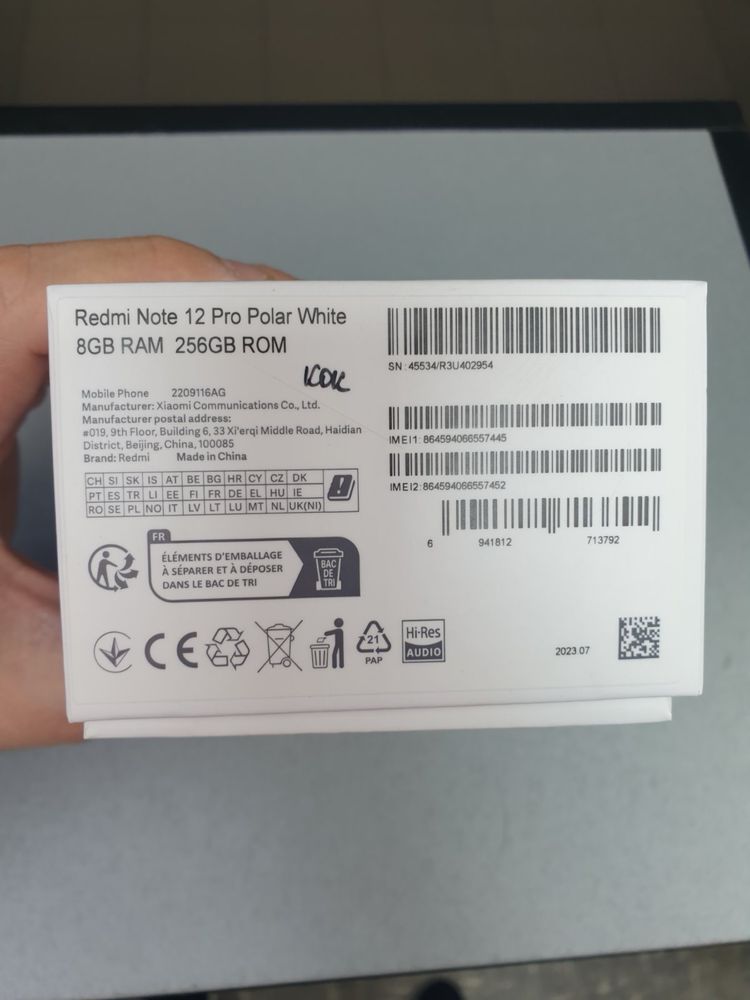 Redmi Note 12 Pro Polar White
8GB RAM 256GB ROM
KOK
Mobile Phone 2209116AG
Manufacturer: Xiaomi Communications Co., Ltd.
Manufacturer postal address:
#019, 9th Floor, Building 6, 33 Xi'erqi Middle Road, Haidian
District, Beijing, China, 100085
Brand: Redmi Made in China
CH SI SK IS AT BE BG HR CY CZ DK
PT ES TR LI EE FI FR DE EL HU IE
RO SE PL NO IT LV LT LU MT NL UK(NI)
FR
ÉLÉMENTS D'EMBALLAGE
À SÉPARER ET À DÉPOSER
DANS LE BAC DE TRI
BAC
DE
TRI
CE
21
PAP
Hi-Res
AUDIO
SN: 45534/R3U402954
IMEI1: 864594066557445
IMEI2: 864594066557452
6 941812 713792
2023.07